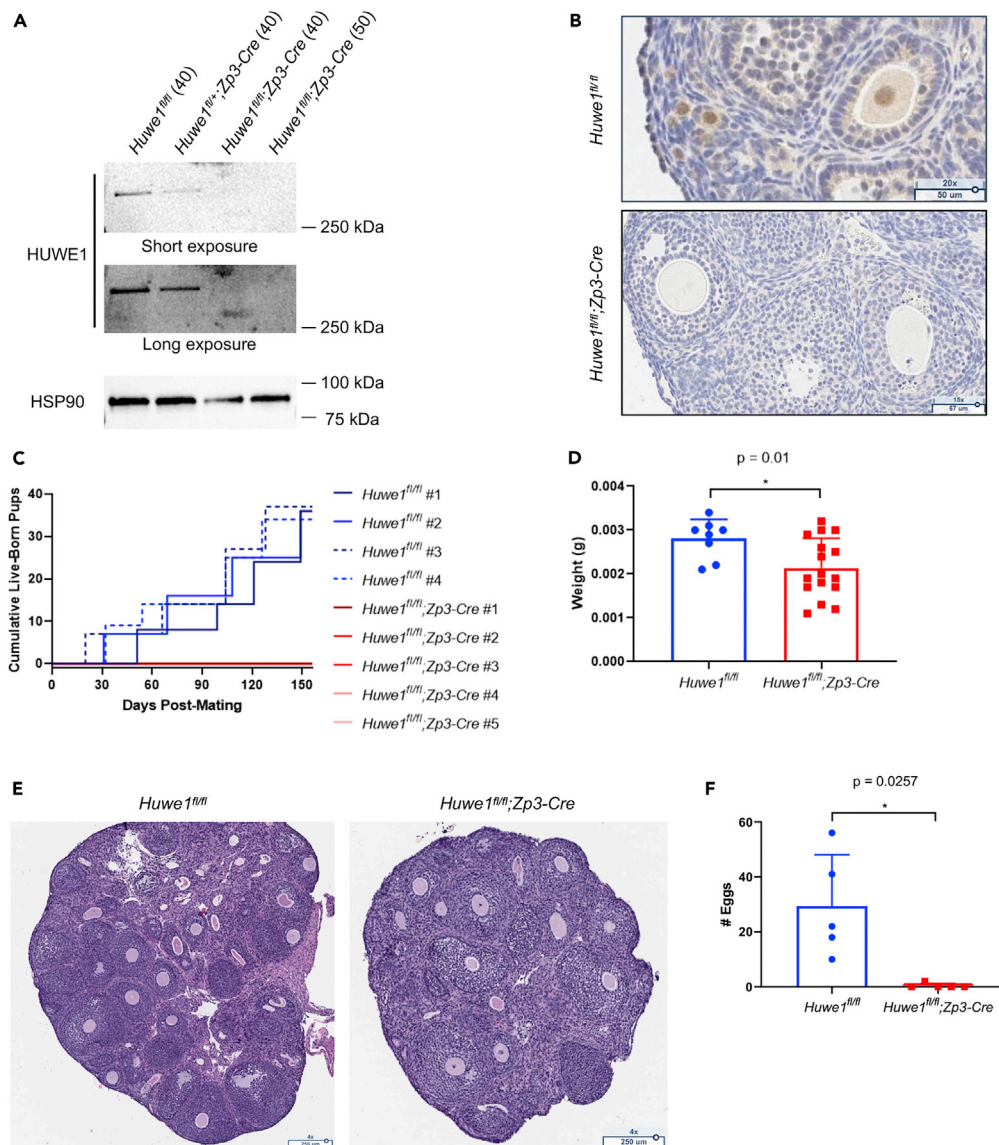 A
Huwe1fl/fl (40)
Huwe1fl/+;Zp3-Cre (40)
Huwe1fl/fl;Zp3-Cre (40)
Huwe1fl/fl;Zp3-Cre (50)
HUWE1
250 kDa
Short exposure
250 kDa
Long exposure
HSP90
100 kDa
75 kDa
B
Huwe1fl/fl
20x
50 um
Huwe1fl/fl;Zp3-Cre
15x
67 um
C
Cumulative Live-Born Pups
40
30
20
10
0
0 30 60 90 120 150
Days Post-Mating
Huwe1fl/fl #1
Huwe1fl/fl #2
Huwe1fl/fl #3
Huwe1fl/fl #4
Huwe1fl/fl;Zp3-Cre #1
Huwe1fl/fl;Zp3-Cre #2
Huwe1fl/fl;Zp3-Cre #3
Huwe1fl/fl;Zp3-Cre #4
Huwe1fl/fl;Zp3-Cre #5
D
p = 0.01
*
Weight (g)
0.004
0.003
0.002
0.001
0.000
Huwe1fl/fl Huwe1fl/fl;Zp3-Cre
E
Huwe1fl/fl
4x
250 um
Huwe1fl/fl;Zp3-Cre
4x
250 um
F
p = 0.0257
*
# Eggs
60
40
20
0
Huwe1fl/fl Huwe1fl/fl;Zp3-Cre